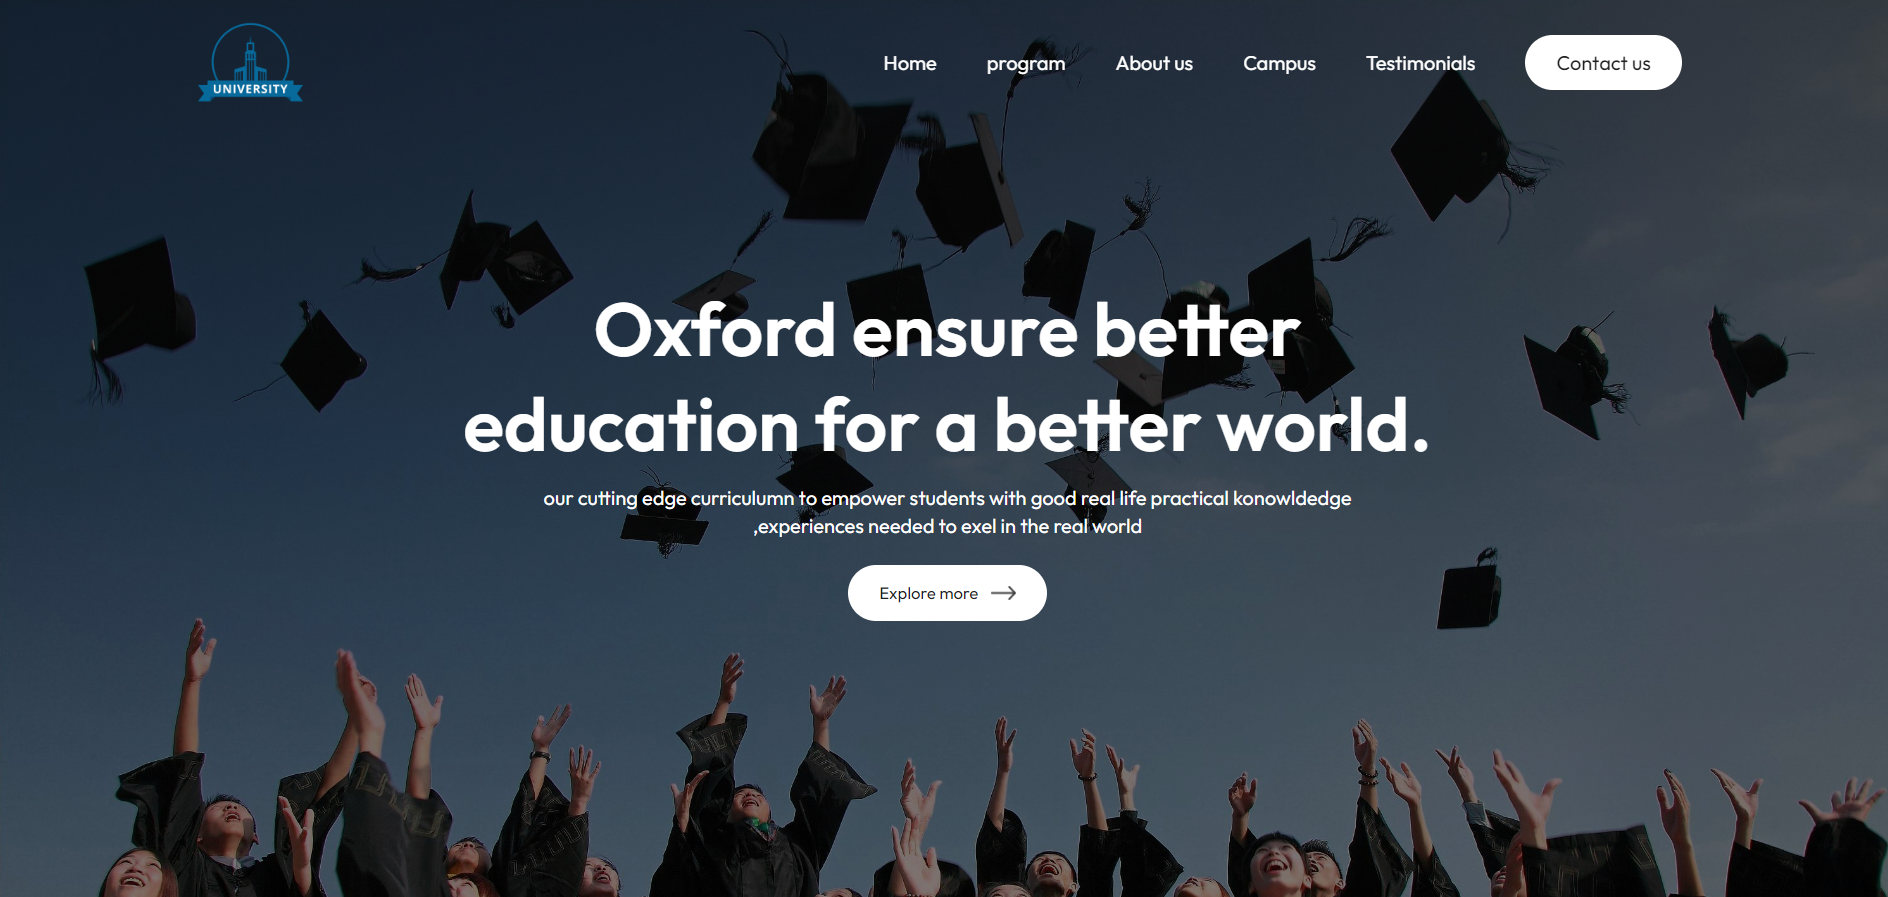 UNIVERSITY
Home program About us Campus Testimonials Contact us
Oxford ensure better
education for a better world.
our cutting edge curriculumn to empower students with good real life practical konowldedge
,experiences needed to exel in the real world
Explore more